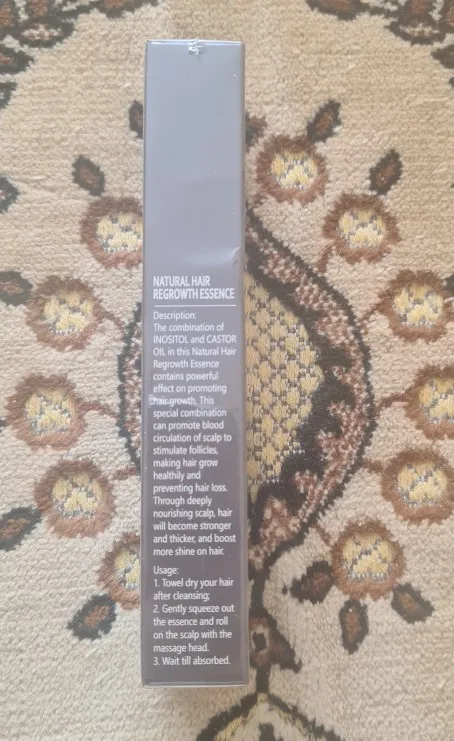 NATURAL HAIR
REGROWTH ESSENCE
Description:
The combination of
INOSITOL and CASTOR
OIL in this Natural Hair
Regrowth Essence
contains powerful
effect on promoting
hair growth. This
special combination
can promote blood
circulation of scalp to
stimulate follicles,
making hair grow
healthily and
preventing hair loss.
Through deeply
nourishing scalp, hair
will become stronger
and thicker, and boost
more shine on hair.
Usage:
1. Towel dry your hair
after cleansing;
2. Gently squeeze out
the essence and roll
on the scalp with the
massage head.
3. Wait till absorbed.